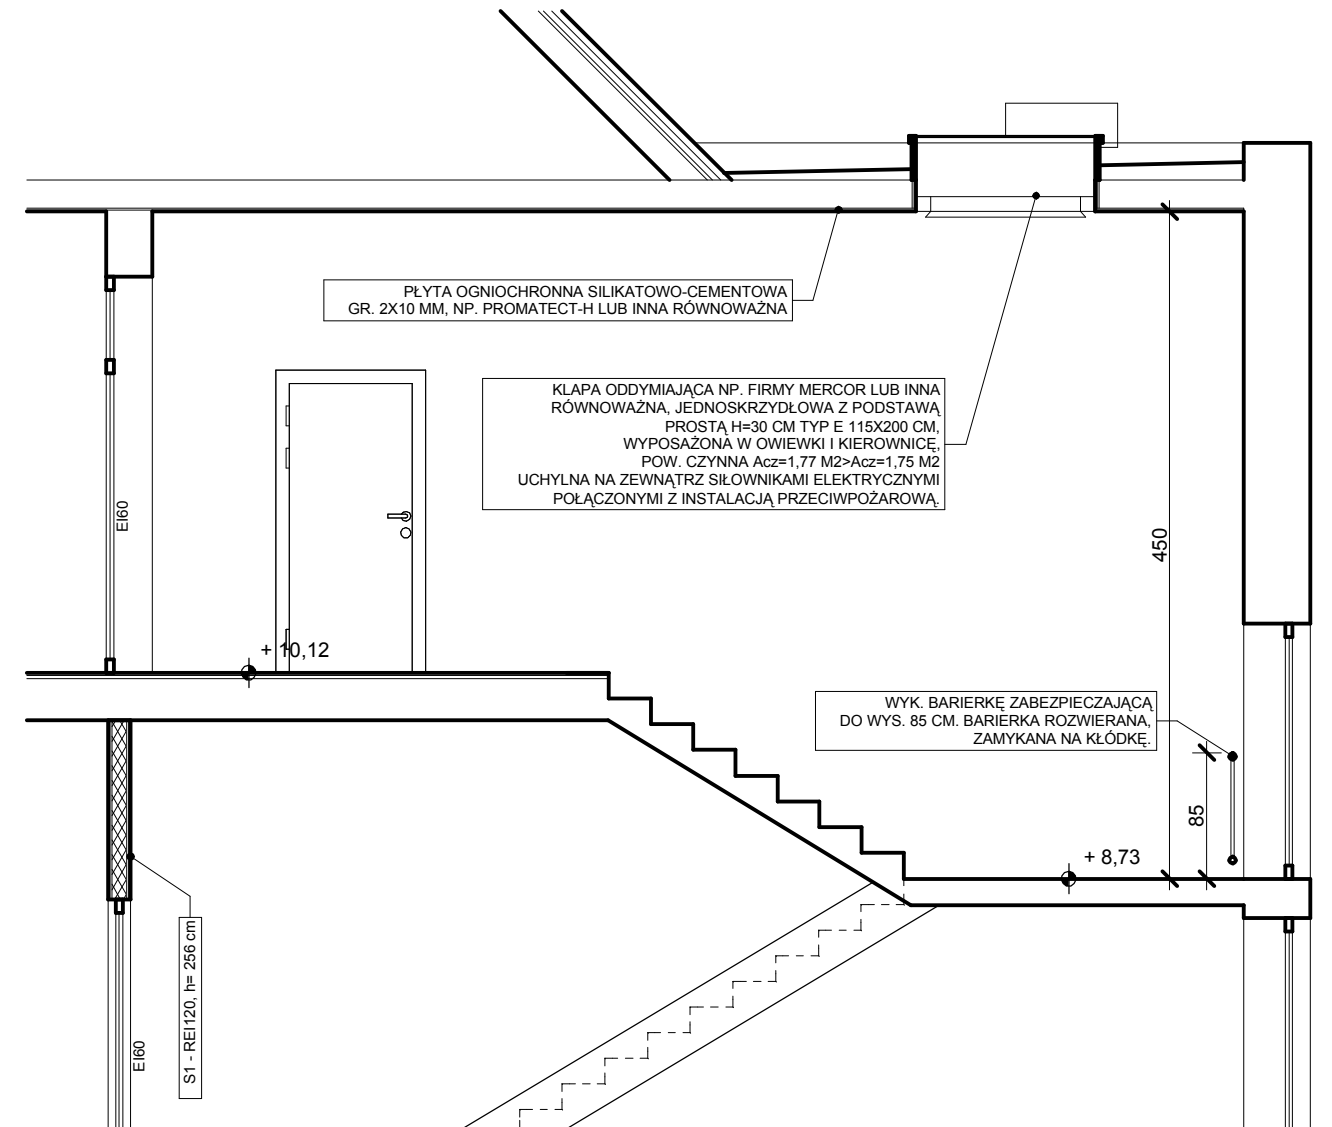 PŁYTA OGNIOCHRONNA SILIKATOWO-CEMENTOWA
GR. 2X10 MM, NP. PROMATECT-H LUB INNA RÓWNOWAŻNA
KLAPA ODDYMIAJĄCA NP. FIRMY MERCOR LUB INNA
RÓWNOWAŻNA, JEDNOSKRZYDŁOWA Z PODSTAWĄ
PROSTĄ H=30 CM TYP E 115X200 CM,
WYPOSAŻONA W OWIEWKI I KIEROWNICĘ,
POW. CZYNNA Acz=1,77 M2>Acz=1,75 M2
UCHYLNA NA ZEWNĄTRZ SIŁOWNIKAMI ELEKTRYCZNYMI
POŁĄCZONYMI Z INSTALACJĄ PRZECIWPOŻAROWĄ.
EI60
450
+ 10,12
WYK. BARIERKĘ ZABEZPIECZAJĄCĄ
DO WYS. 85 CM. BARIERKA ROZWIERANA,
ZAMYKANA NA KŁÓDKĘ.
85
+ 8,73
S1 - REI120, h= 256 cm
EI60